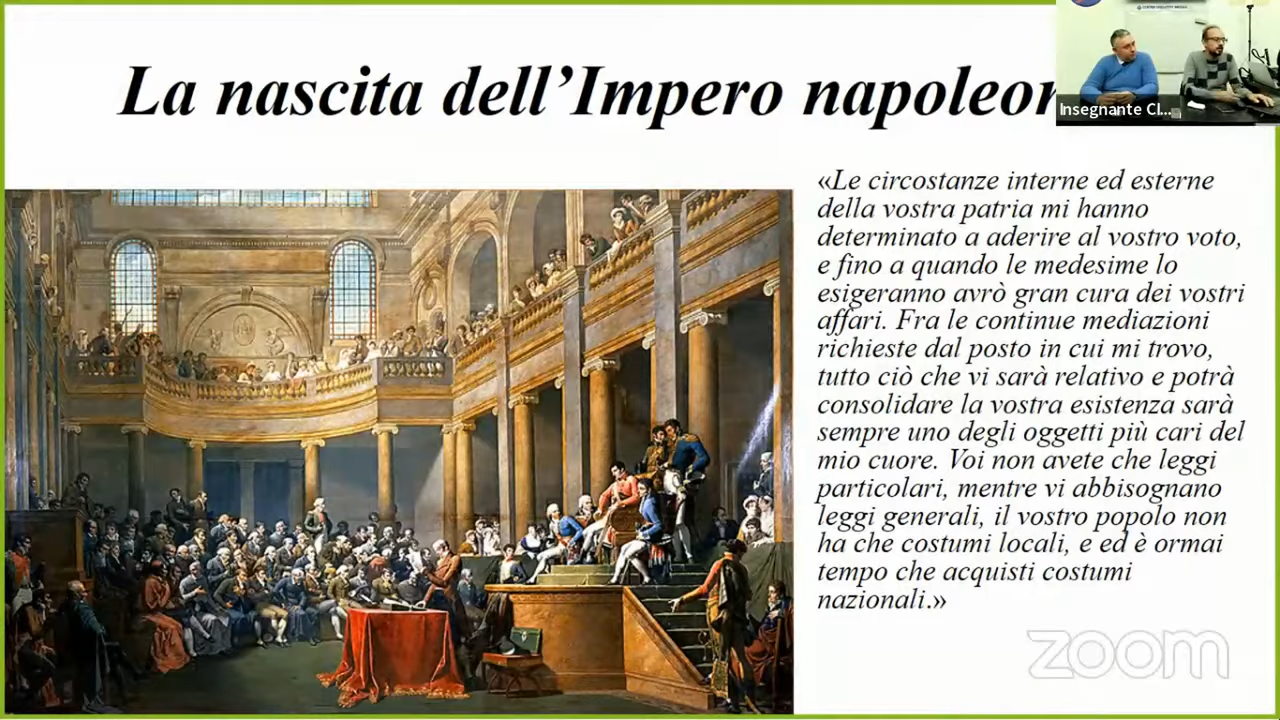 La nascita dell’Impero
Insegnante Cl...
«Le circostanze interne ed esterne
della vostra patria mi hanno
determinato a aderire al vostro voto,
e fino a quando le medesime lo
esigeranno avrò gran cura dei vostri
affari. Fra le continue mediazioni
richieste dal posto in cui mi trovo,
tutto ciò che vi sarà relativo e potrà
consolidare la vostra esistenza sarà
sempre uno degli oggetti più cari del
mio cuore. Voi non avete che leggi
particolari, mentre vi abbisognano
leggi generali, il vostro popolo non
ha che costumi locali, e ed è ormai
tempo che acquisti costumi
nazionali.»
zoom